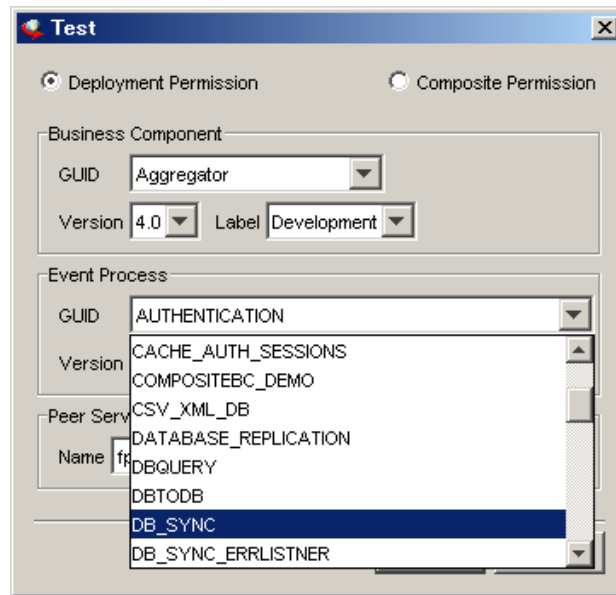 Test
Deployment Permission Composite Permission
Business Component
GUID Aggregator
Version 4.0 Label Development
Event Process
GUID AUTHENTICATION
Version
CACHE_AUTH_SESSIONS
COMPOSITEBC_DEMO
CSV_XML_DB
DATABASE_REPLICATION
DBQUERY
DBTODB
DB_SYNC
DB_SYNC_ERRLISTNER
Peer
Name